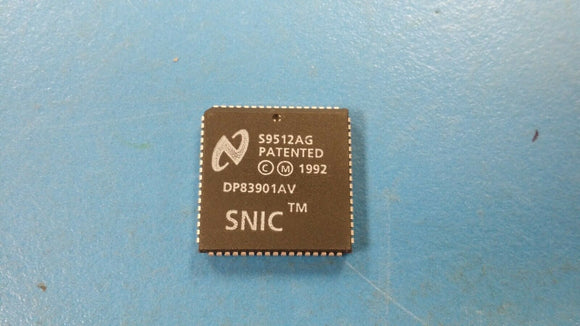 S9512AG
PATENTED
Ⓒ Ⓜ 1992
DP83901AV
SNIC™